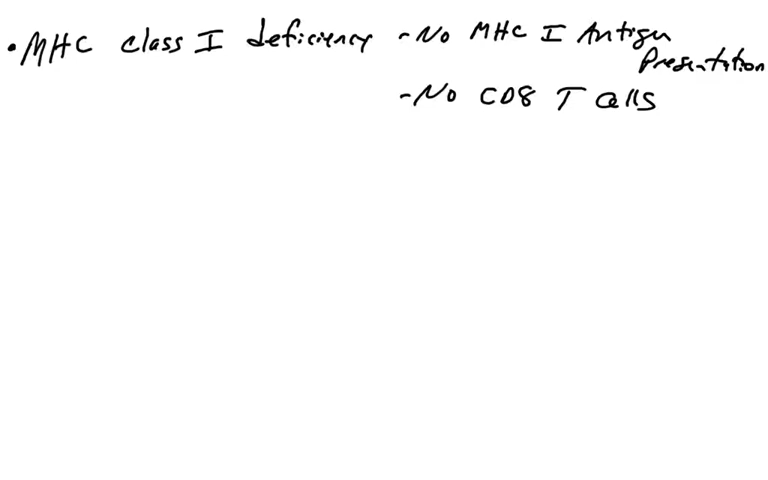 • MHC class I deficiency - No MHC I Antigen
Presentation
- No CD8 T cells